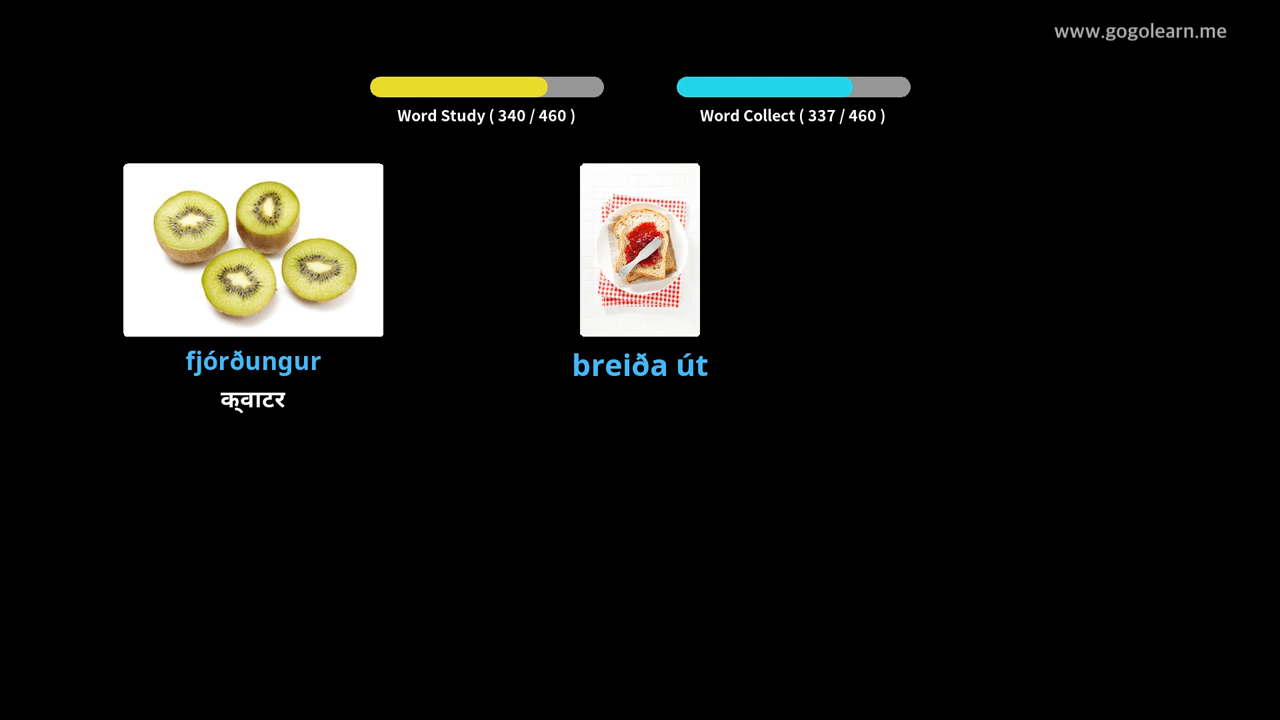 www.gogolearn.me
Word Study ( 340 / 460 )
Word Collect ( 337 / 460 )
fjórðungur
क्वाटर
breiða út